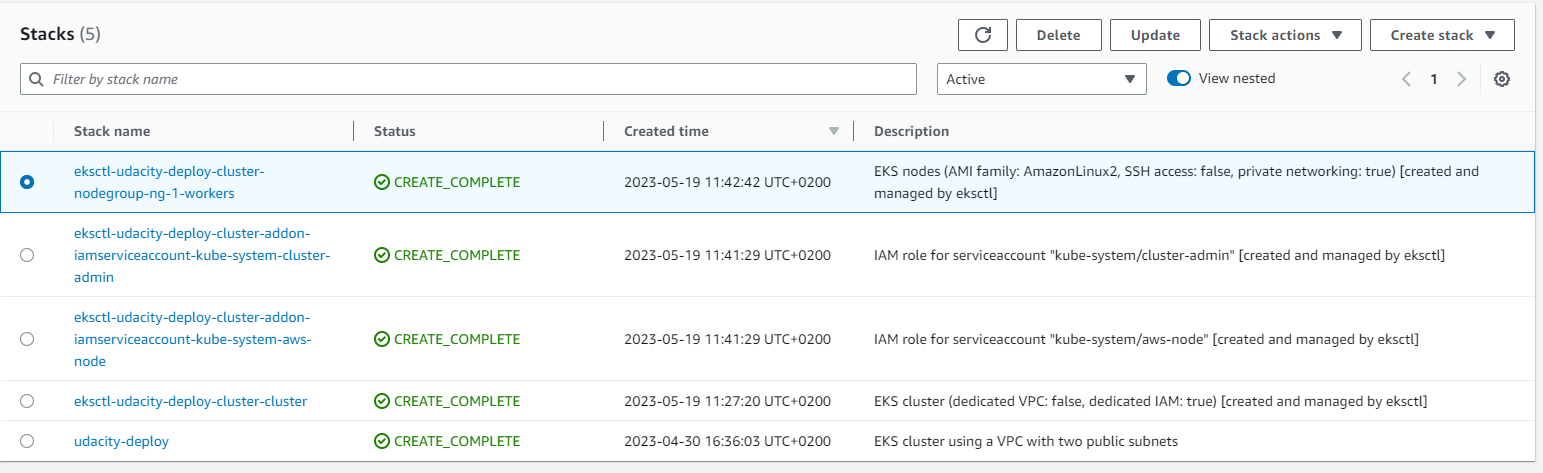 Stacks (5)
Delete
Update
Stack actions
Create stack
Filter by stack name
Active
View nested
1
Stack name
Status
Created time
Description
eksctl-udacity-deploy-cluster-
nodegroup-ng-1-workers
CREATE_COMPLETE
2023-05-19 11:42:42 UTC+0200
EKS nodes (AMI family: AmazonLinux2, SSH access: false, private networking: true) [created and
managed by eksctl]
eksctl-udacity-deploy-cluster-addon-
iamserviceaccount-kube-system-cluster-
admin
CREATE_COMPLETE
2023-05-19 11:41:29 UTC+0200
IAM role for serviceaccount "kube-system/cluster-admin" [created and managed by eksctl]
eksctl-udacity-deploy-cluster-addon-
iamserviceaccount-kube-system-aws-
node
CREATE_COMPLETE
2023-05-19 11:41:29 UTC+0200
IAM role for serviceaccount "kube-system/aws-node" [created and managed by eksctl]
eksctl-udacity-deploy-cluster-cluster
CREATE_COMPLETE
2023-05-19 11:27:20 UTC+0200
EKS cluster (dedicated VPC: false, dedicated IAM: true) [created and managed by eksctl]
udacity-deploy
CREATE_COMPLETE
2023-04-30 16:36:03 UTC+0200
EKS cluster using a VPC with two public subnets